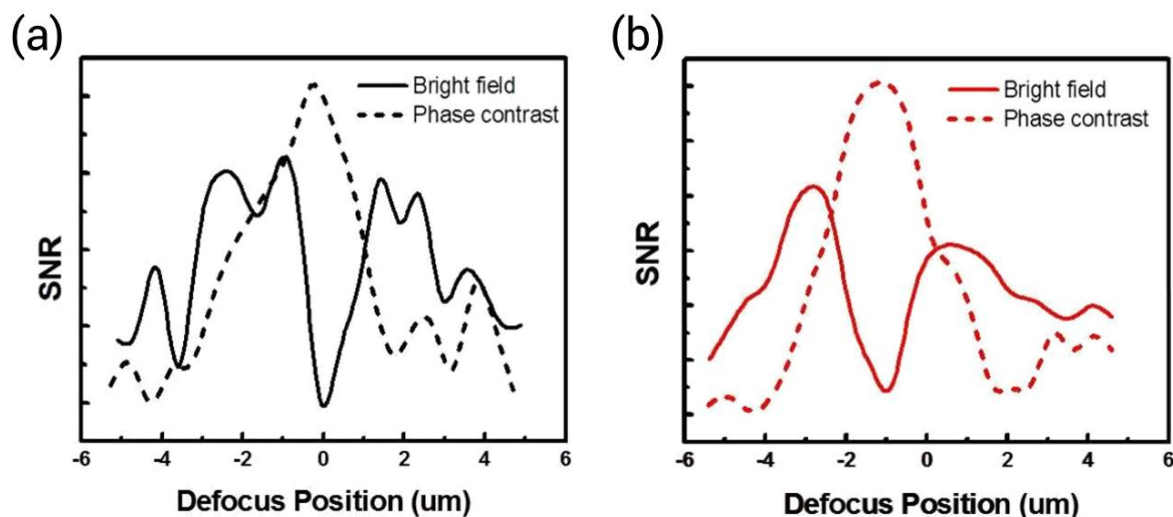 (a)
Bright field
Phase contrast
SNR
-6 -4 -2 0 2 4 6
Defocus Position (um)
(b)
Bright field
Phase contrast
SNR
-6 -4 -2 0 2 4 6
Defocus Position (um)